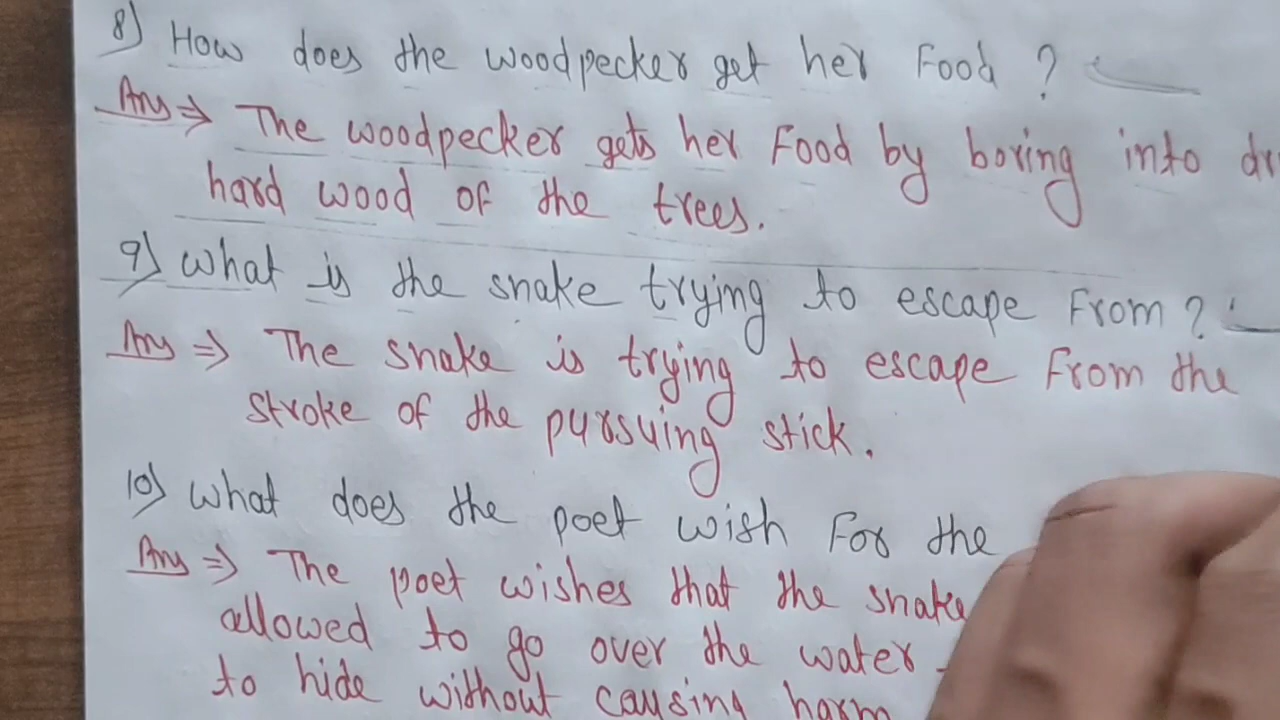 8) How does the woodpecker get her Food ?
Ans ⇒ The woodpecker gets her Food by boring into
hard wood of the trees.
9) What is the snake trying to escape From ?
Ans ⇒ The snake is trying to escape From the
stroke of the pursuing stick.
10) What does the poet wish For the
Ans ⇒ The poet wishes that the snake
allowed to go over the water
to hide without causing harm